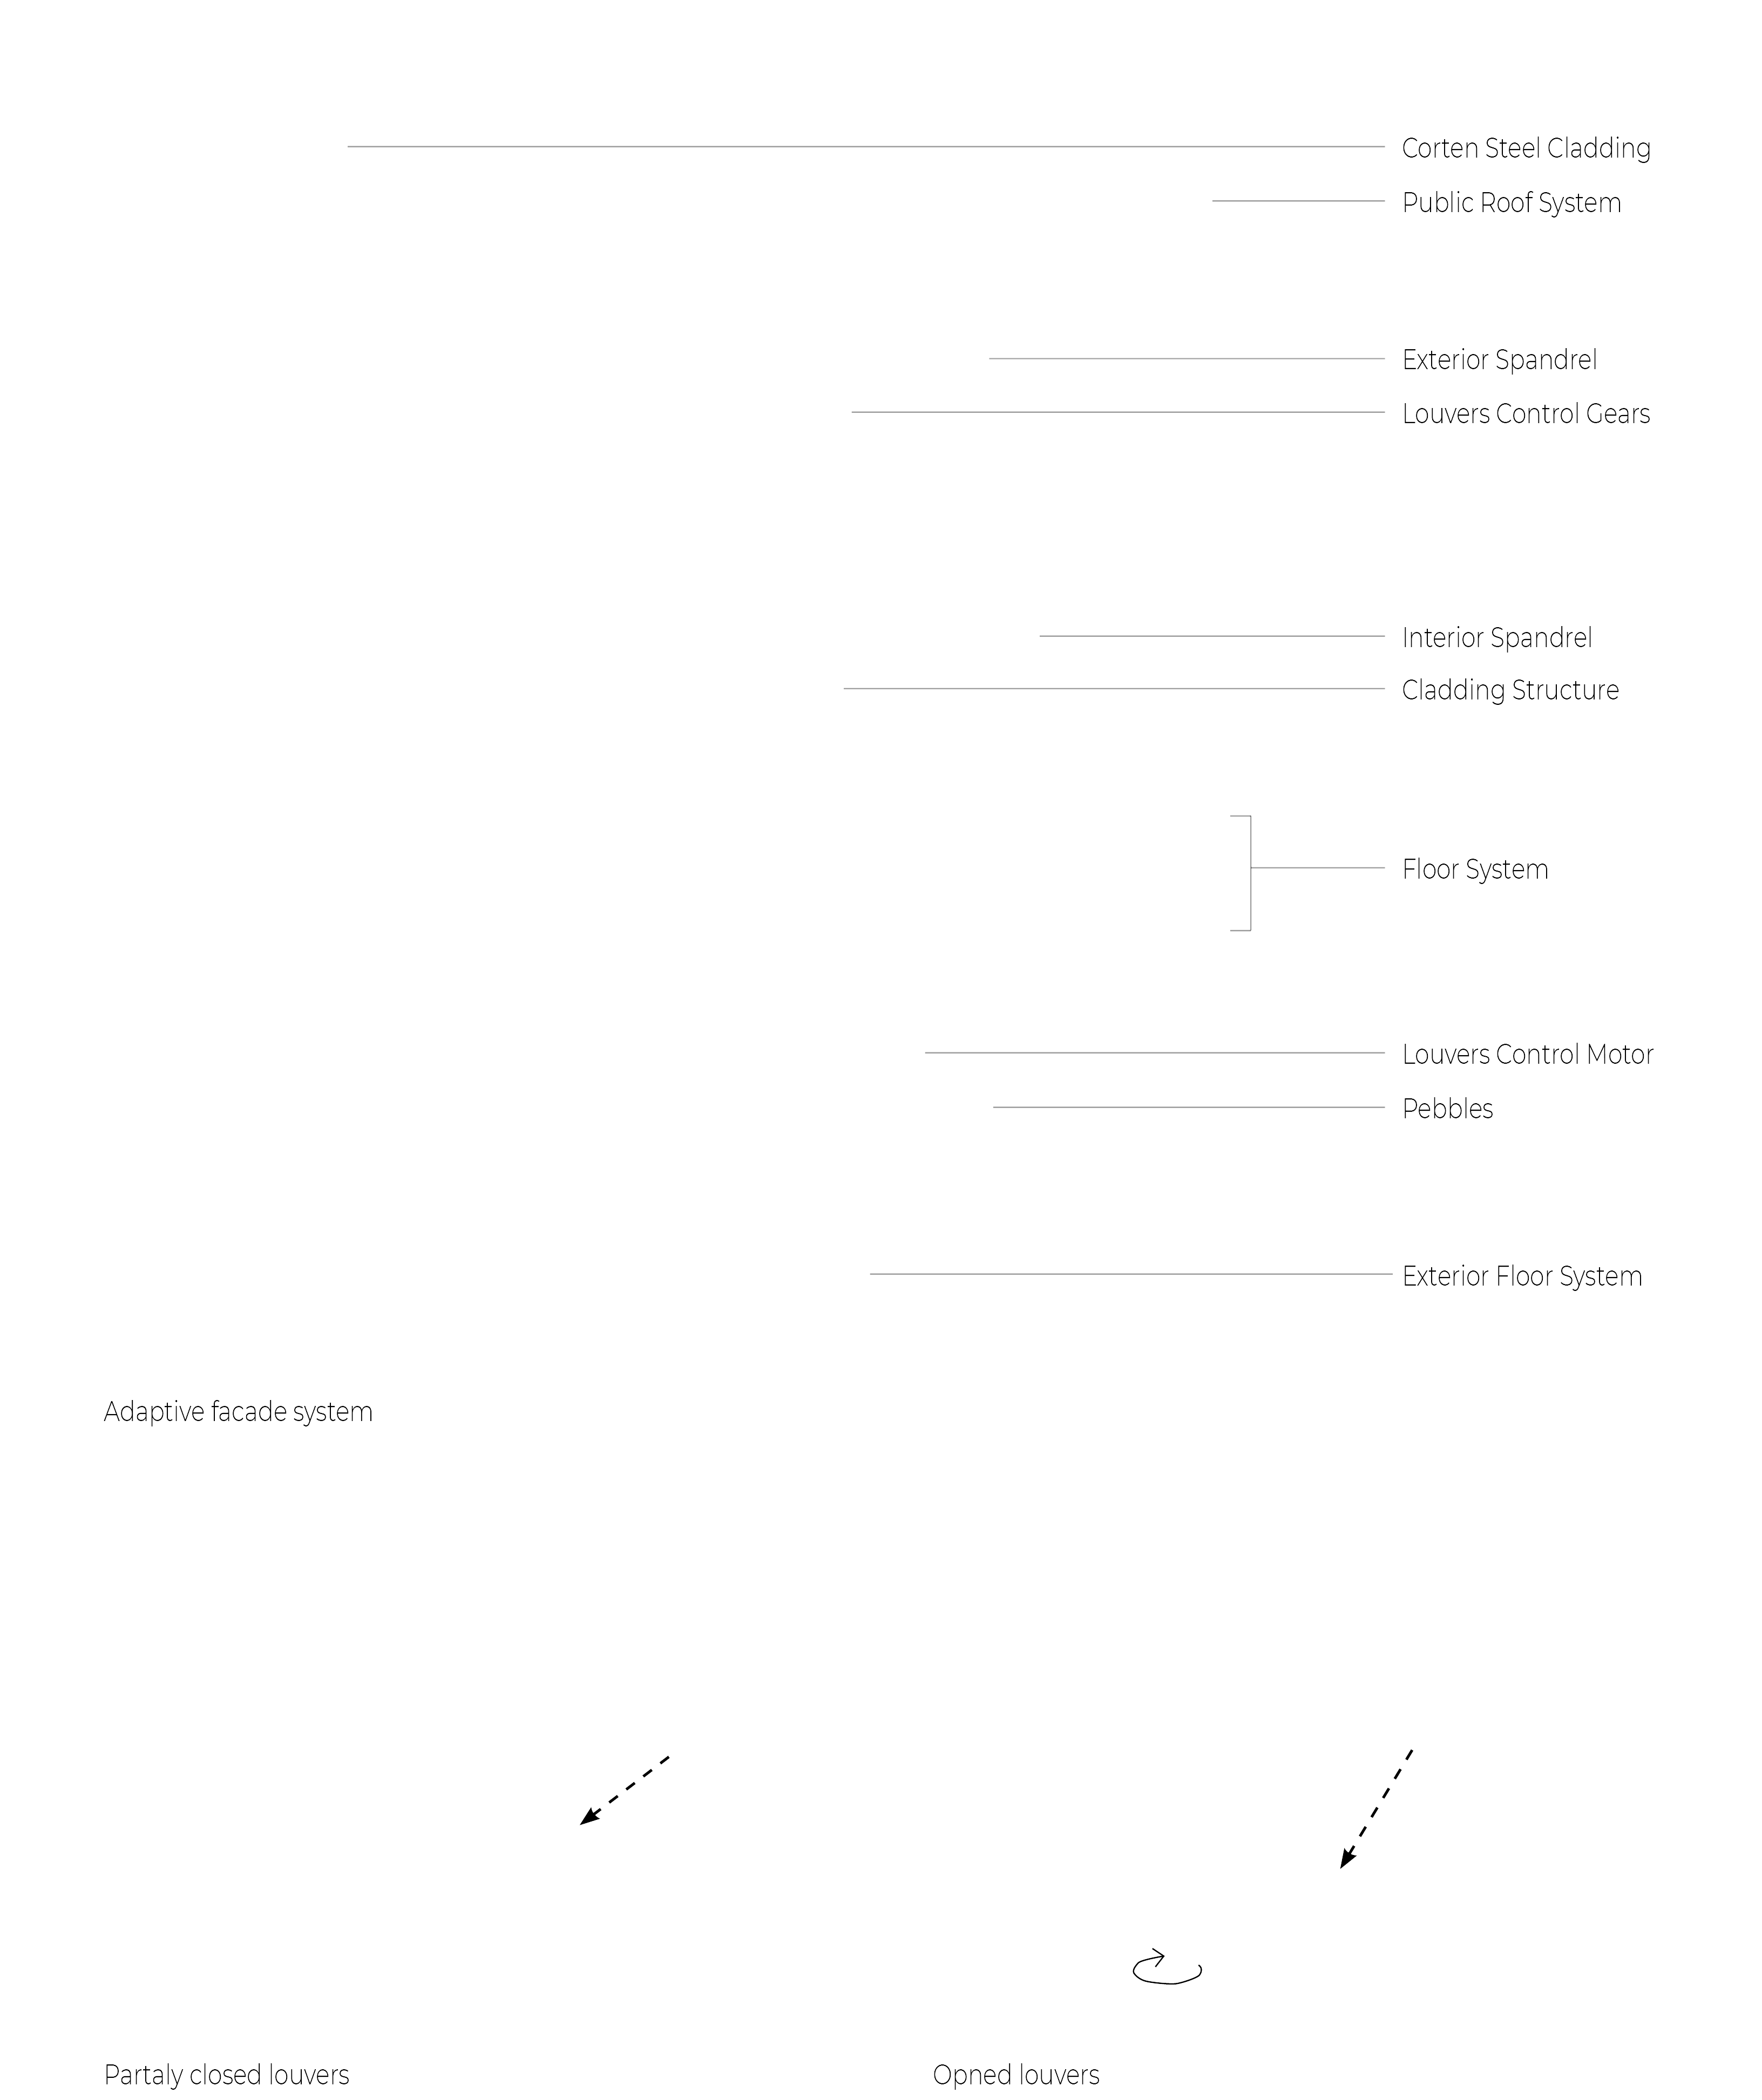 Corten Steel Cladding
Public Roof System
Exterior Spandrel
Louvers Control Gears
Interior Spandrel
Cladding Structure
Floor System
Louvers Control Motor
Pebbles
Exterior Floor System
Adaptive facade system
Partaly closed louvers
Opned louvers